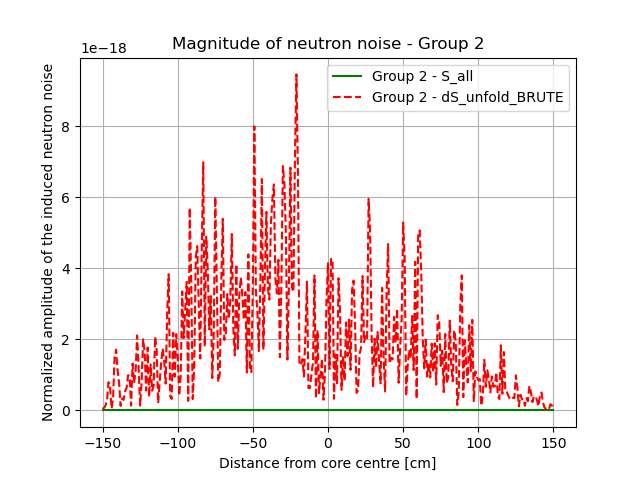 Magnitude of neutron noise - Group 2
1e−18
Group 2 - S_all
Group 2 - dS_unfold_BRUTE
Normalized amplitude of the induced neutron noise
8
6
4
2
0
−150 −100 −50 0 50 100 150
Distance from core centre [cm]